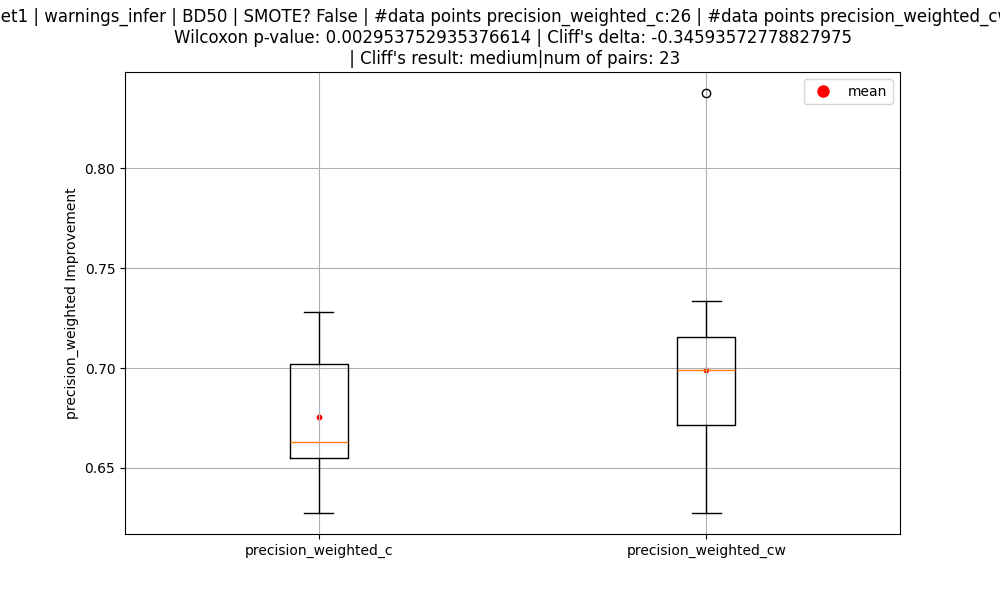 et1 | warnings_infer | BD50 | SMOTE? False | #data points precision_weighted_c:26 | #data points
Wilcoxon p-value: 0.002953752935376614 | Cliff's delta: -0.34593572778827975
| Cliff's result: medium|num of pairs: 23
mean
precision_weighted Improvement
0.80
0.75
0.70
0.65
precision_weighted_c
precision_weighted_cw